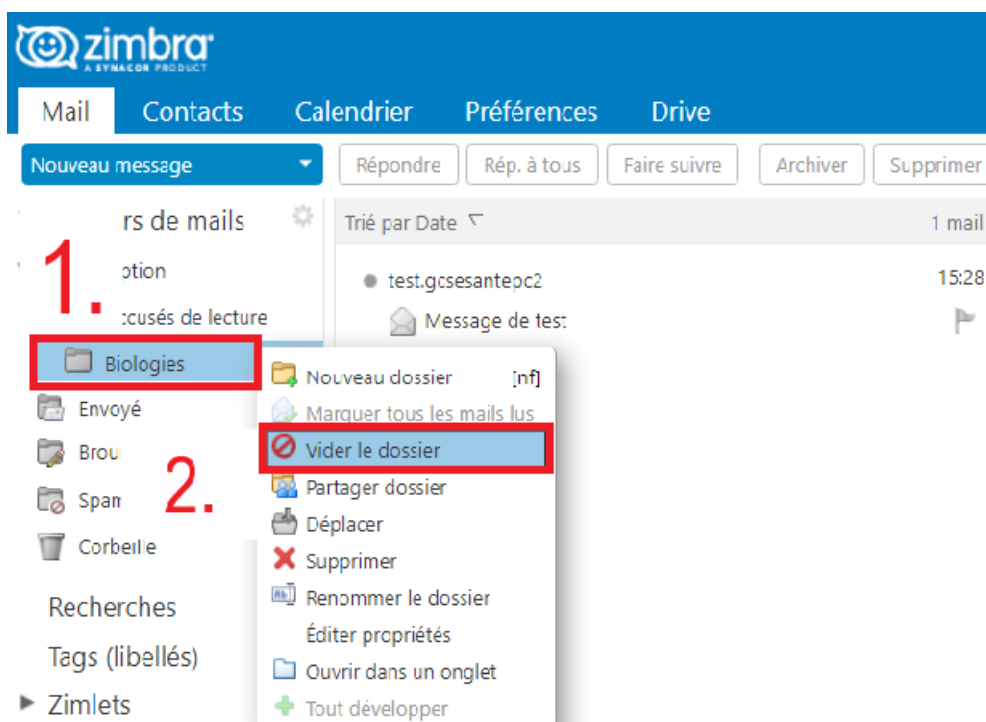 zimbra
A SYNACOR PRODUCT
Mail Contacts Calendrier Préférences Drive
Nouveau message Répondre Rép. à tous Faire suivre Archiver Supprimer
rs de mails Trié par Date 1 mail
1. ption test.gcsesantepc2 15:28
ccusés de lecture Message de test
Biologies
Nouveau dossier [nf]
Envoyé Marquer tous les mails lus
Brou Vider le dossier
2. Spam Partager dossier
Déplacer
Corbeille Supprimer
Recherches Renommer le dossier
Éditer propriétés
Tags (libellés) Ouvrir dans un onglet
Zimlets Tout développer